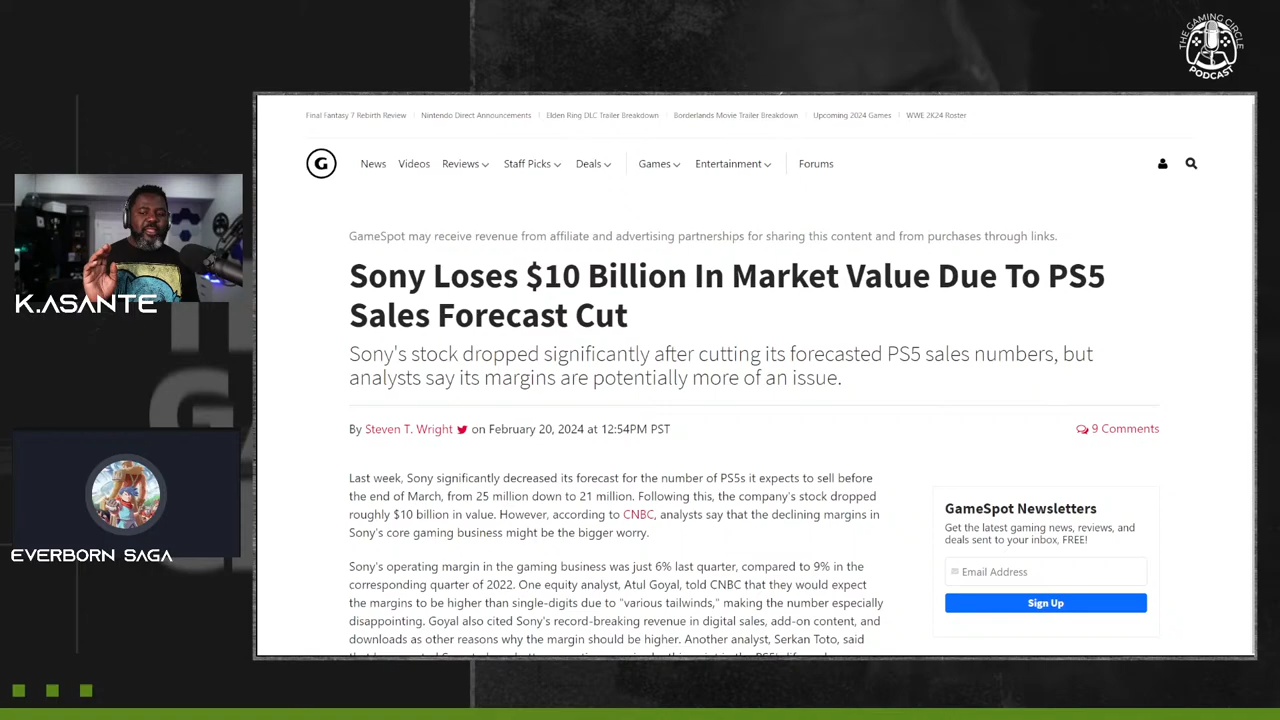 THE GAMING CIRCLE
PODCAST
Final Fantasy 7 Rebirth Review
Nintendo Direct Announcements
Elden Ring DLC Trailer Breakdown
Borderlands Movie Trailer Breakdown
Upcoming 2024 Games
WWE 2K24 Roster
G
News
Videos
Reviews
Staff Picks
Deals
Games
Entertainment
Forums
GameSpot may receive revenue from affiliate and advertising partnerships for sharing this content and from purchases through links.
Sony Loses $10 Billion In Market Value Due To PS5
Sales Forecast Cut
Sony's stock dropped significantly after cutting its forecasted PS5 sales numbers, but
analysts say its margins are potentially more of an issue.
By Steven T. Wright on February 20, 2024 at 12:54PM PST
9 Comments
Last week, Sony significantly decreased its forecast for the number of PS5s it expects to sell before
the end of March, from 25 million down to 21 million. Following this, the company's stock dropped
roughly $10 billion in value. However, according to CNBC, analysts say that the declining margins in
Sony's core gaming business might be the bigger worry.
Sony's operating margin in the gaming business was just 6% last quarter, compared to 9% in the
corresponding quarter of 2022. One equity analyst, Atul Goyal, told CNBC that they would expect
the margins to be higher than single-digits due to "various tailwinds," making the number especially
disappointing. Goyal also cited Sony's record-breaking revenue in digital sales, add-on content, and
downloads as other reasons why the margin should be higher. Another analyst, Serkan Toto, said
GameSpot Newsletters
Get the latest gaming news, reviews, and
deals sent to your inbox, FREE!
Email Address
Sign Up
K.ASANTE
EVERBORN SAGA